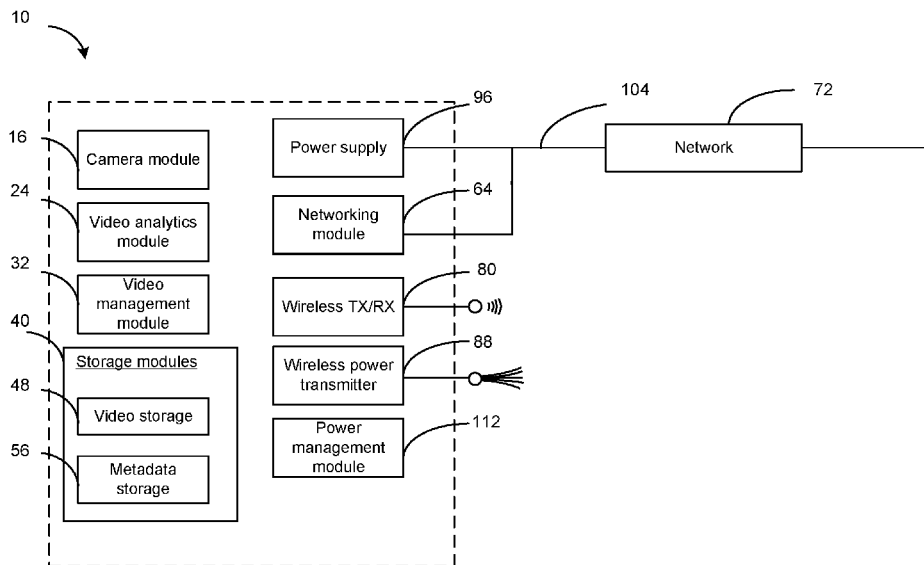 10
96
104
72
16
Camera module
Power supply
Network
24
Video analytics
module
64
Networking
module
32
Video
management
module
80
Wireless TX/RX
40
Storage modules
88
Wireless power
transmitter
48
Video storage
112
Power
management
module
56
Metadata
storage